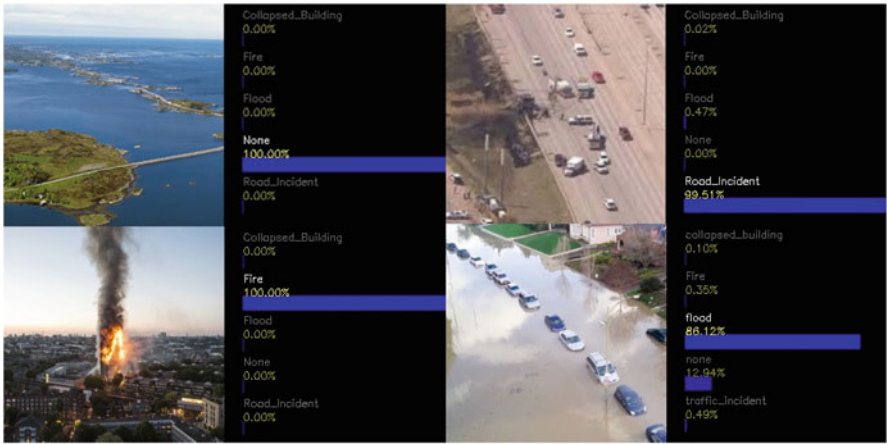 Collapsed_Building
0.00%
Fire
0.00%
Flood
0.00%
None
100.00%
Road_Incident
0.00%
Collapsed_Building
0.02%
Fire
0.00%
Flood
0.47%
None
0.00%
Road_Incident
99.51%
Collapsed_Building
0.00%
Fire
100.00%
Flood
0.00%
None
0.00%
Road_Incident
0.00%
collapsed_building
0.10%
Fire
0.35%
flood
86.12%
none
12.94%
traffic_incident
0.49%